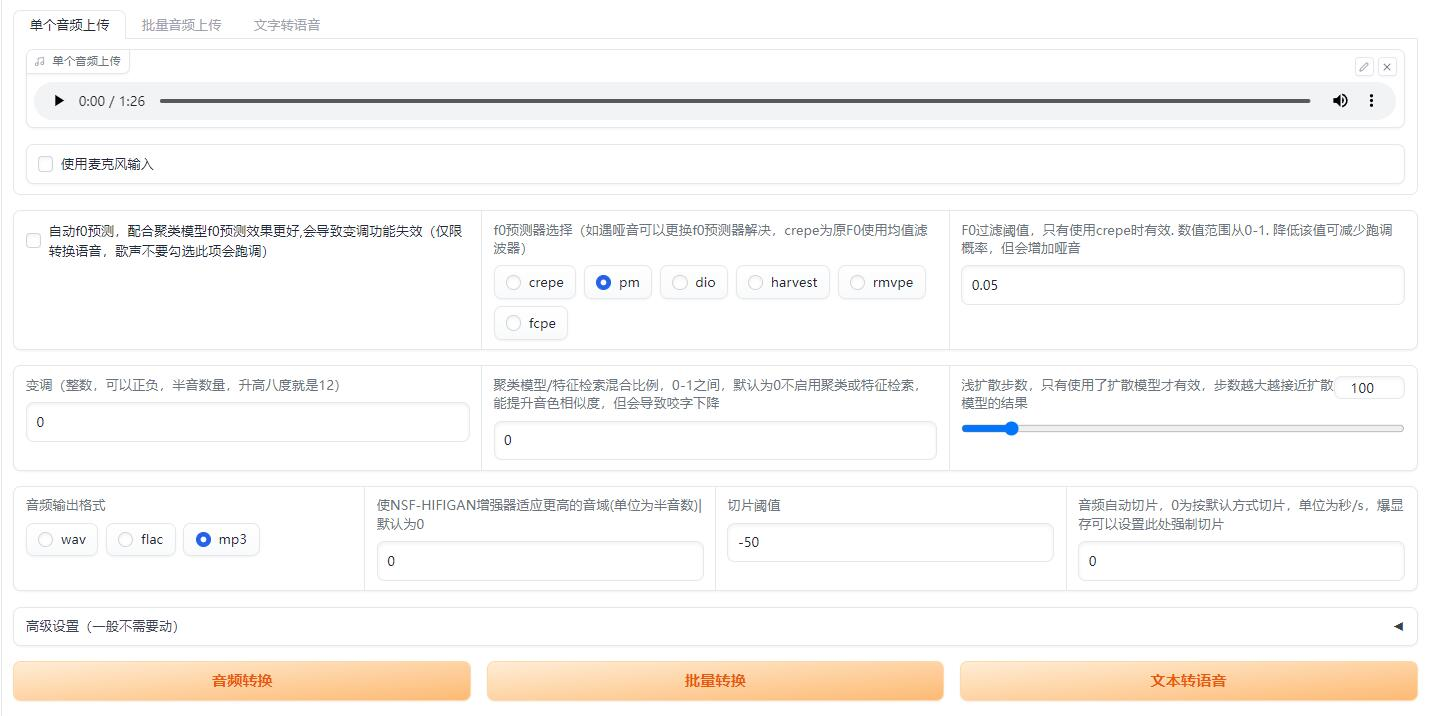 单个音频上传 批量音频上传 文字转语音
单个音频上传
0:00 / 1:26
使用麦克风输入
自动f0预测，配合聚类模型f0预测效果更好,会导致变调功能失效（仅限
转换语音，歌声不要勾选此项会跑调）
f0预测器选择（如遇哑音可以更换f0预测器解决，crepe为原F0使用均值滤
波器）
crepe pm dio harvest rmvpe
fcpe
F0过滤阈值，只有使用crepe时有效. 数值范围从0-1. 降低该值可减少跑调
概率，但会增加哑音
0.05
变调（整数，可以正负，半音数量，升高八度就是12）
0
聚类模型/特征检索混合比例，0-1之间，默认为0不启用聚类或特征检索，
能提升音色相似度，但会导致咬字下降
0
浅扩散步数，只有使用了扩散模型才有效，步数越大越接近扩散
模型的结果
100
音频输出格式
wav flac mp3
使NSF-HIFIGAN增强器适应更高的音域(单位为半音数)|
默认为0
0
切片阈值
-50
音频自动切片，0为按默认方式切片，单位为秒/s，爆显
存可以设置此处强制切片
0
高级设置（一般不需要动）
音频转换 批量转换 文本转语音